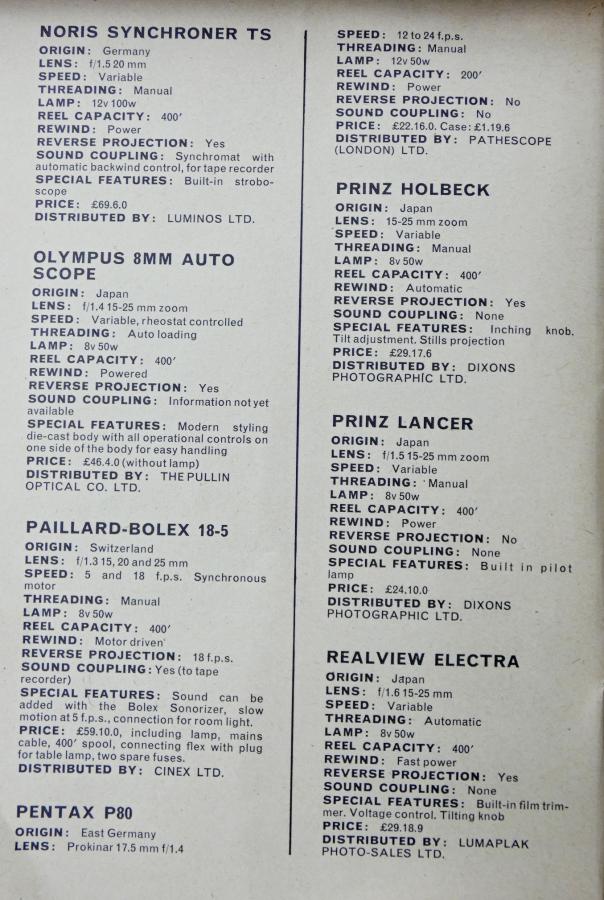 NORIS SYNCHRONER TS
ORIGIN: Germany
LENS: f/1.5 20 mm
SPEED: Variable
THREADING: Manual
LAMP: 12v 100w
REEL CAPACITY: 400′
REWIND: Power
REVERSE PROJECTION: Yes
SOUND COUPLING: Synchromat with
automatic backwind control, for tape recorder
SPECIAL FEATURES: Built-in strobo-
scope
PRICE: £69.6.0
DISTRIBUTED BY: LUMINOS LTD.
OLYMPUS 8MM AUTO
SCOPE
ORIGIN: Japan
LENS: f/1.4 15-25 mm zoom
SPEED: Variable, rheostat controlled
THREADING: Auto loading
LAMP: 8v 50w
REEL CAPACITY: 400′
REWIND: Powered
REVERSE PROJECTION: Yes
SOUND COUPLING: Information not yet
available
SPECIAL FEATURES: Modern styling
die-cast body with all operational controls on
one side of the body for easy handling
PRICE: £46.4.0 (without lamp)
DISTRIBUTED BY: THE PULLIN
OPTICAL CO. LTD.
PAILLARD-BOLEX 18-5
ORIGIN: Switzerland
LENS: f/1.3 15, 20 and 25 mm
SPEED: 5 and 18 f.p.s. Synchronous
motor
THREADING: Manual
LAMP: 8v 50w
REEL CAPACITY: 400′
REWIND: Motor driven
REVERSE PROJECTION: 18 f.p.s.
SOUND COUPLING: Yes (to tape
recorder)
SPECIAL FEATURES: Sound can be
added with the Bolex Sonorizer, slow
motion at 5 f.p.s., connection for room light.
PRICE: £59.10.0, including lamp, mains
cable, 400′ spool, connecting flex with plug
for table lamp, two spare fuses.
DISTRIBUTED BY: CINEX LTD.
PENTAX P80
ORIGIN: East Germany
LENS: Prokinar 17.5 mm f/1.4
SPEED: 12 to 24 f.p.s.
THREADING: Manual
LAMP: 12v 50w
REEL CAPACITY: 200′
REWIND: Power
REVERSE PROJECTION: No
SOUND COUPLING: No
PRICE: £22.16.0. Case: £1.19.6
DISTRIBUTED BY: PATHESCOPE
(LONDON) LTD.
PRINZ HOLBECK
ORIGIN: Japan
LENS: 15-25 mm zoom
SPEED: Variable
THREADING: Manual
LAMP: 8v 50w
REEL CAPACITY: 400′
REWIND: Automatic
REVERSE PROJECTION: Yes
SOUND COUPLING: None
SPECIAL FEATURES: Inching knob.
Tilt adjustment. Stills projection
PRICE: £29.17.6
DISTRIBUTED BY: DIXONS
PHOTOGRAPHIC LTD.
PRINZ LANCER
ORIGIN: Japan
LENS: f/1.5 15-25 mm zoom
SPEED: Variable
THREADING: Manual
LAMP: 8v 50w
REEL CAPACITY: 400′
REWIND: Power
REVERSE PROJECTION: No
SOUND COUPLING: None
SPECIAL FEATURES: Built in pilot
lamp
PRICE: £24.10.0
DISTRIBUTED BY: DIXONS
PHOTOGRAPHIC LTD.
REALVIEW ELECTRA
ORIGIN: Japan
LENS: f/1.6 15-25 mm
SPEED: Variable
THREADING: Automatic
LAMP: 8v 50w
REEL CAPACITY: 400′
REWIND: Fast power
REVERSE PROJECTION: Yes
SOUND COUPLING: None
SPECIAL FEATURES: Built-in film trim-
mer. Voltage control. Tilting knob
PRICE: £29.18.9
DISTRIBUTED BY: LUMAPLAK
PHOTO-SALES LTD.